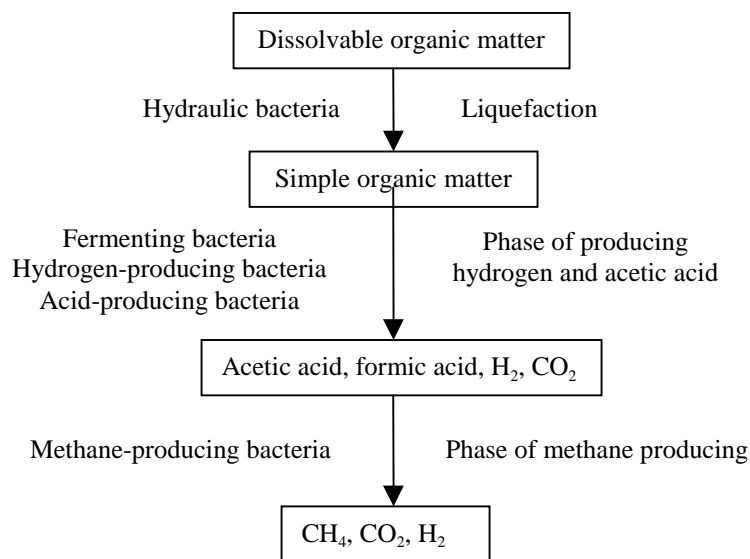 Dissolvable organic matter
Hydraulic bacteria
Liquefaction
Simple organic matter
Fermenting bacteria
Hydrogen-producing bacteria
Acid-producing bacteria
Phase of producing
hydrogen and acetic acid
Acetic acid, formic acid, H₂, CO₂
Methane-producing bacteria
Phase of methane producing
CH₄, CO₂, H₂